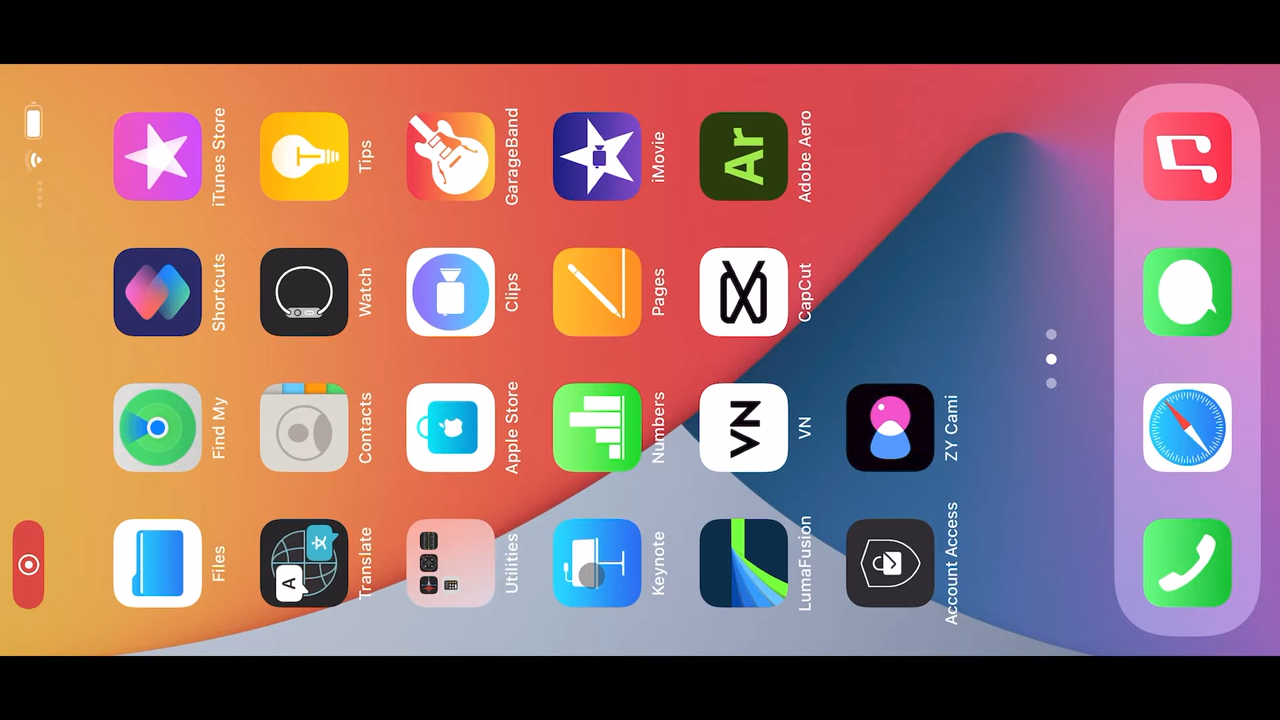 Files
Find My
Shortcuts
iTunes Store
A
文
Translate
Contacts
Watch
Tips
Utilities
Apple Store
Clips
GarageBand
Keynote
Numbers
Pages
iMovie
LumaFusion
VN
VN
CapCut
Ar
Adobe Aero
Account Access
ZY Cami